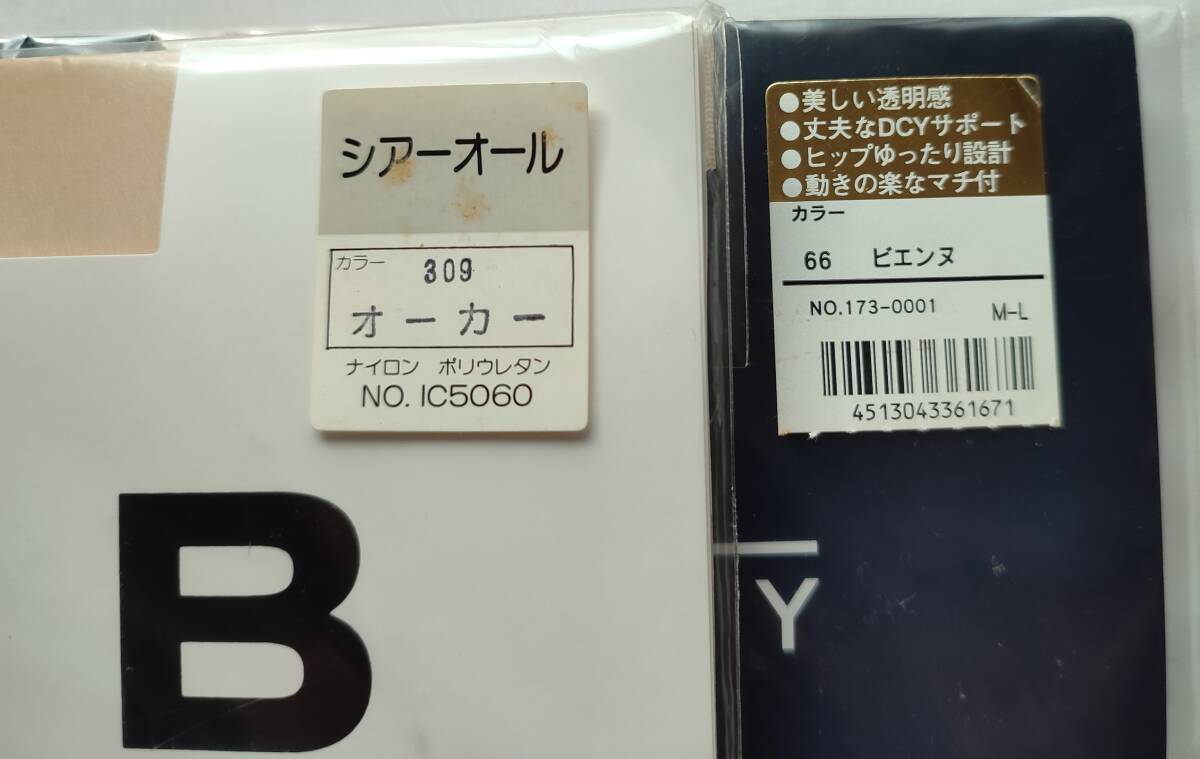 シアーオール
カラー 309
オーカー
ナイロン ポリウレタン
NO. IC5060
B
●美しい透明感
●丈夫なDCYサポート
●ヒップゆったり設計
●動きの楽なマチ付
カラー
66 ビエンヌ
NO.173-0001 M-L
4513043361671
Y